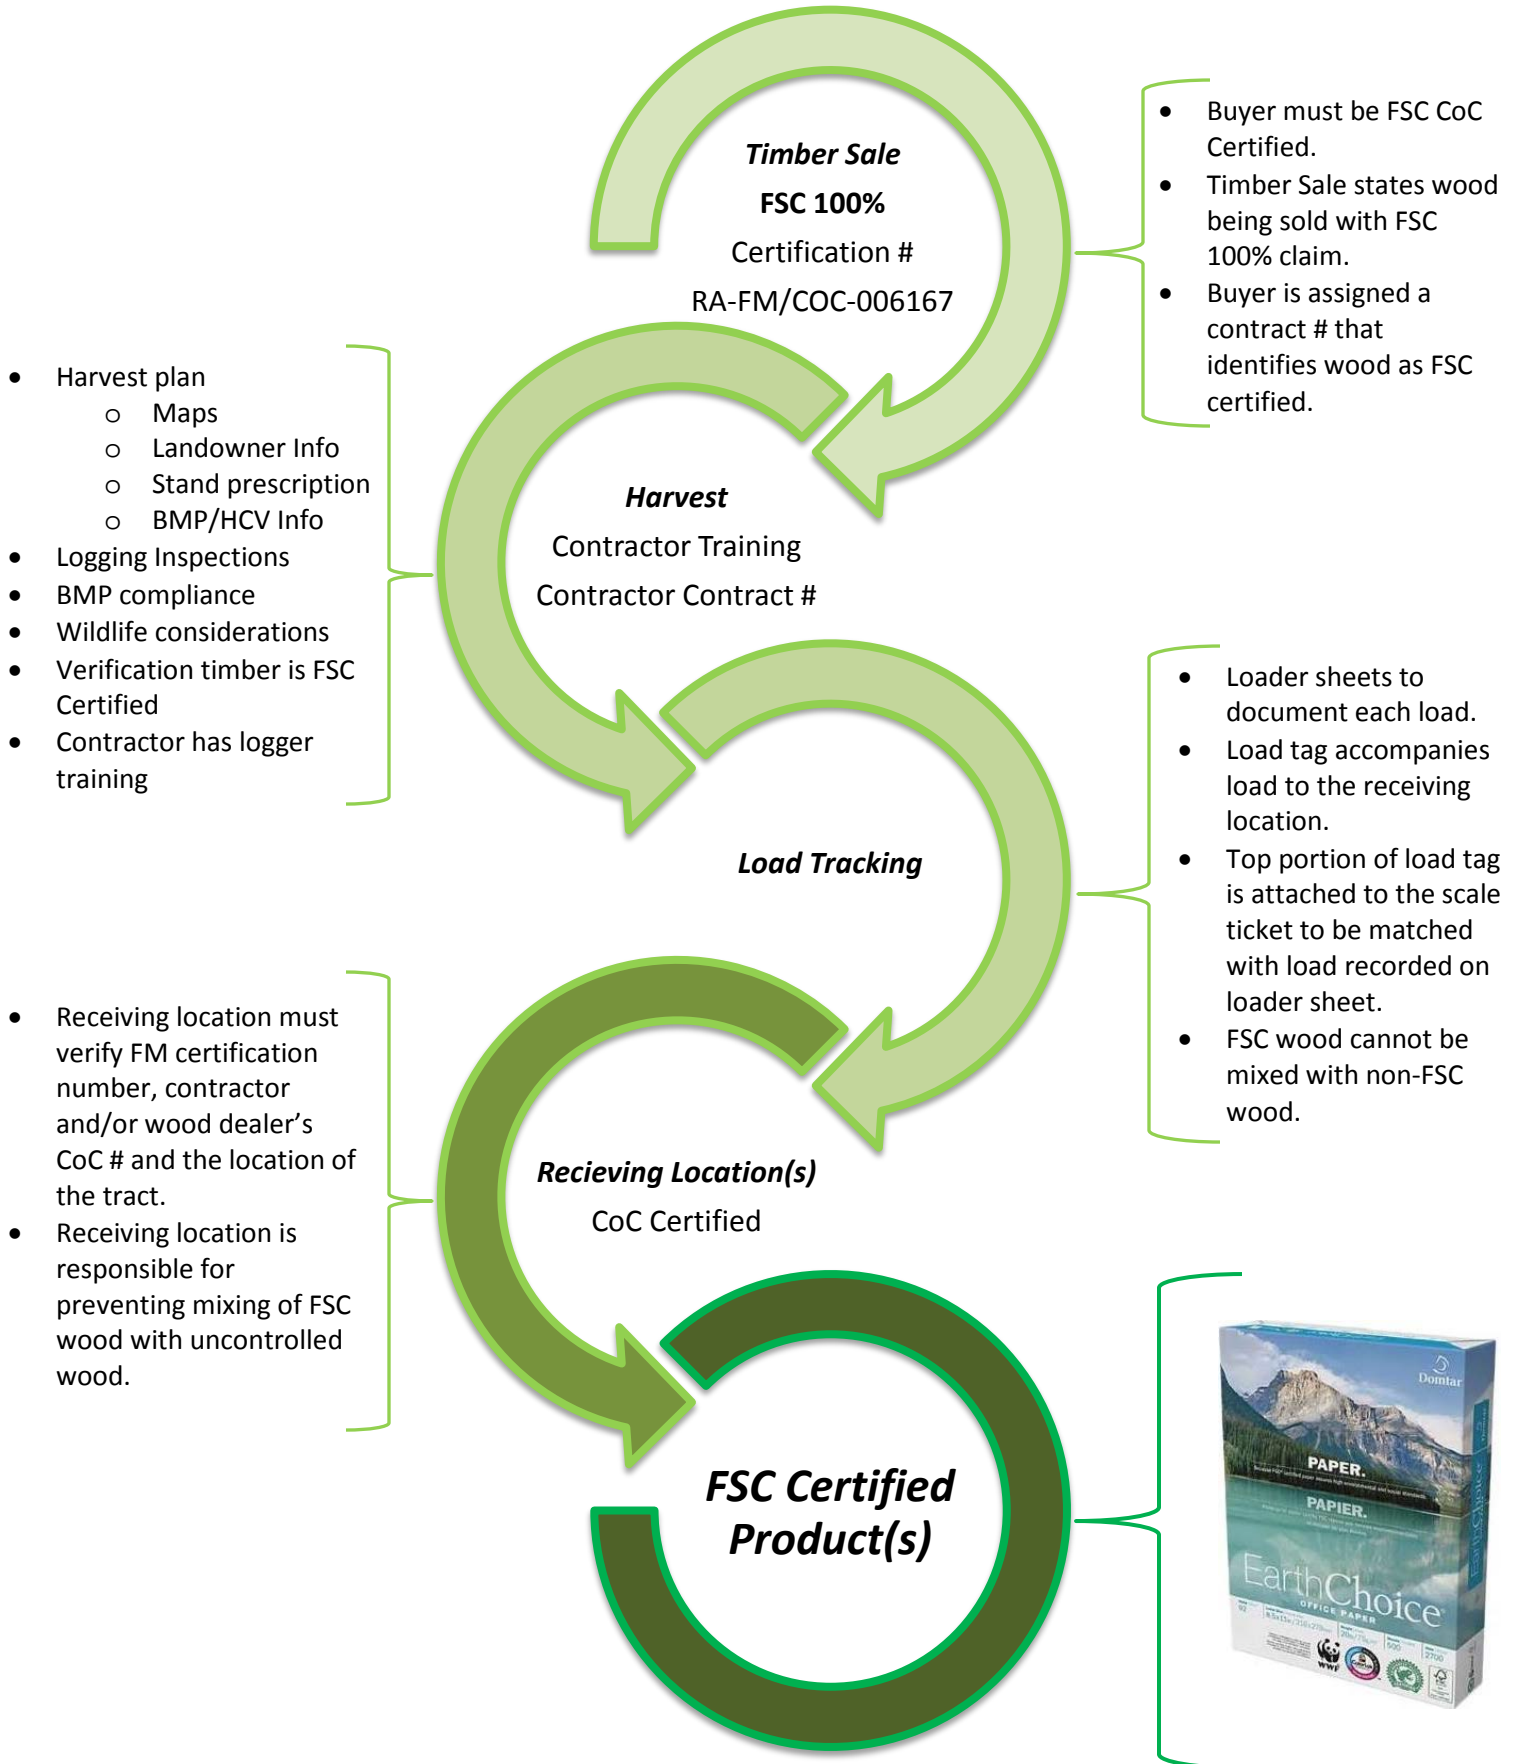 Timber Sale
FSC 100%
Certification #
RA-FM/COC-006167
• Buyer must be FSC CoC
Certified.
• Timber Sale states wood
being sold with FSC
100% claim.
• Buyer is assigned a
contract # that
identifies wood as FSC
certified.
• Harvest plan
o Maps
o Landowner Info
o Stand prescription
o BMP/HCV Info
• Logging Inspections
• BMP compliance
• Wildlife considerations
• Verification timber is FSC
Certified
• Contractor has logger
training
Harvest
Contractor Training
Contractor Contract #
Load Tracking
• Loader sheets to
document each load.
• Load tag accompanies
load to the receiving
location.
• Top portion of load tag
is attached to the scale
ticket to be matched
with load recorded on
loader sheet.
• FSC wood cannot be
mixed with non-FSC
wood.
• Receiving location must
verify FM certification
number, contractor
and/or wood dealer’s
CoC # and the location of
the tract.
• Receiving location is
responsible for
preventing mixing of FSC
wood with uncontrolled
wood.
Recieving Location(s)
CoC Certified
FSC Certified
Product(s)
Domtar
PAPER.
PAPIER.
EarthChoice
OFFICE PAPER
92
500
2700
WWF
FSC